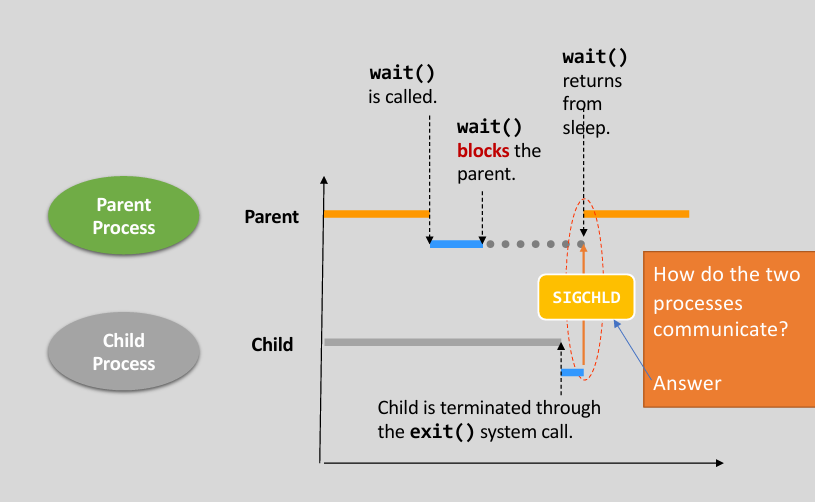 wait()
is called.
wait()
blocks the
parent.
wait()
returns
from
sleep.
Parent
Process
Parent
Child
Process
Child
SIGCHLD
How do the two
processes
communicate?
Answer
Child is terminated through
the exit() system call.